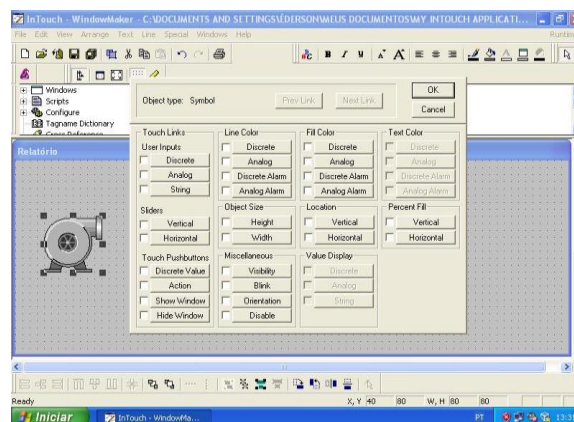 InTouch - WindowMaker - C:\DOCUMENTS AND SETTINGS\EDERSON\MEUS DOCUMENTOS\MY INTOUCH APPLICATI...
File Edit View Arrange Text Line Special Windows Help
Runtim
Windows
Scripts
Configure
Tagname Dictionary
Cross Reference
Relatório
Object type: Symbol
Prev Link
Next Link
OK
Cancel
Touch Links
User Inputs
Discrete
Analog
String
Sliders
Vertical
Horizontal
Touch Pushbuttons
Discrete Value
Action
Show Window
Hide Window
Line Color
Discrete
Analog
Discrete Alarm
Analog Alarm
Object Size
Height
Width
Miscellaneous
Visibility
Blink
Orientation
Disable
Fill Color
Discrete
Analog
Discrete Alarm
Analog Alarm
Location
Vertical
Horizontal
Value Display
Discrete
Analog
String
Text Color
Discrete
Analog
Discrete Alarm
Analog Alarm
Percent Fill
Vertical
Horizontal
Ready
X, Y 40 80 W, H 80 80
Iniciar
InTouch - WindowMa...
PT